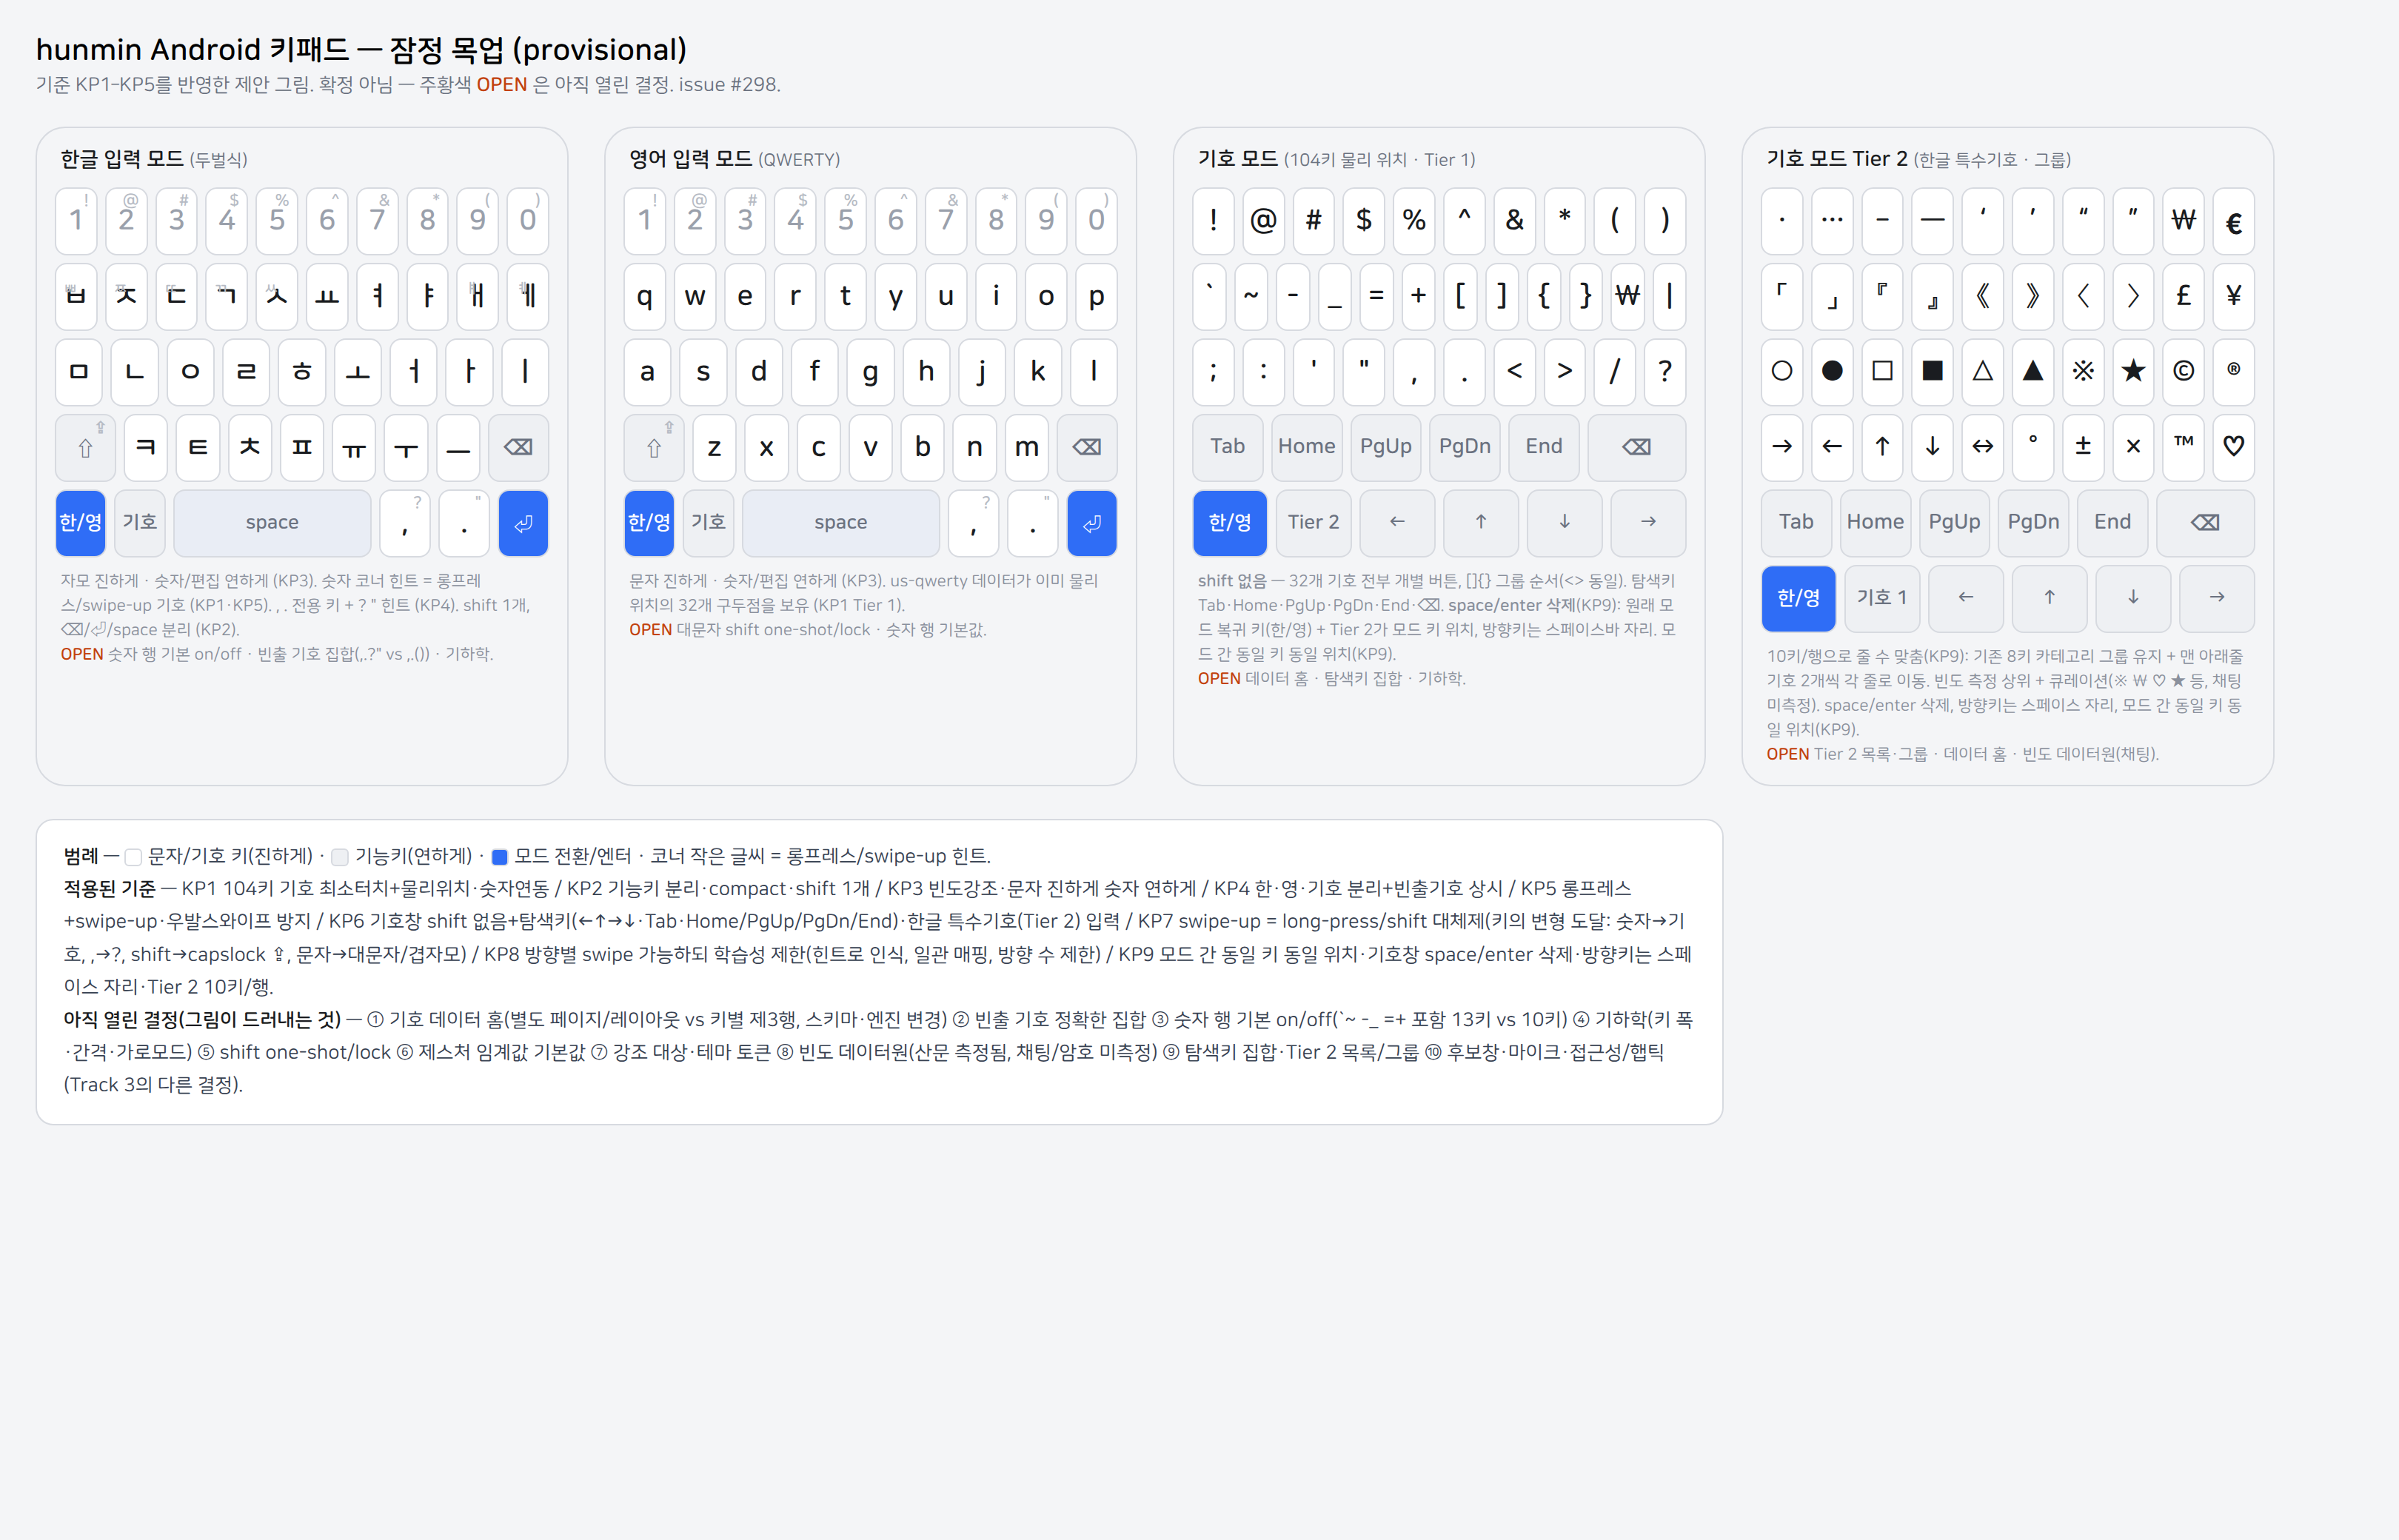 hunmin Android 키패드 — 잠정 목업 (provisional)
기준 KP1–KP5를 반영한 제안 그림. 확정 아님 — 주황색 OPEN 은 아직 열린 결정. issue #298.
한글 입력 모드 (두벌식)
! @ # $ % ^ & * ( )
1 2 3 4 5 6 7 8 9 0
ㅃ ㅉ ㄸ ㄲ ㅆ ㅒ ㅖ
ㅂ ㅈ ㄷ ㄱ ㅅ ㅛ ㅕ ㅑ ㅐ ㅔ
ㅁ ㄴ ㅇ ㄹ ㅎ ㅗ ㅓ ㅏ ㅣ
⇪
⇧ ㅋ ㅌ ㅊ ㅍ ㅠ ㅜ ㅡ ⌫
? "
한/영 기호 space , . ⏎
자모 진하게 · 숫자/편집 연하게 (KP3). 숫자 코너 힌트 = 롱프레
스/swipe-up 기호 (KP1·KP5). , . 전용 키 + ? " 힌트 (KP4). shift 1개,
⌫/⏎/space 분리 (KP2).
OPEN 숫자 행 기본 on/off · 빈출 기호 집합(,.?" vs ,.()) · 기하학.
영어 입력 모드 (QWERTY)
! @ # $ % ^ & * ( )
1 2 3 4 5 6 7 8 9 0
q w e r t y u i o p
a s d f g h j k l
⇪
⇧ z x c v b n m ⌫
? "
한/영 기호 space , . ⏎
문자 진하게 · 숫자/편집 연하게 (KP3). us-qwerty 데이터가 이미 물리
위치의 32개 구두점을 보유 (KP1 Tier 1).
OPEN 대문자 shift one-shot/lock · 숫자 행 기본값.
기호 모드 (104키 물리 위치 · Tier 1)
! @ # $ % ^ & * ( )
` ~ - _ = + [ ] { } ₩ |
; : ' " , . < > / ?
Tab Home PgUp PgDn End ⌫
한/영 Tier 2 ← ↑ ↓ →
shift 없음 — 32개 기호 전부 개별 버튼, []{} 그룹 순서(<> 동일). 탐색키
Tab·Home·PgUp·PgDn·End·⌫. space/enter 삭제(KP9): 원래 모
드 복귀 키(한/영) + Tier 2가 모드 키 위치, 방향키는 스페이스바 자리. 모
드 간 동일 키 동일 위치(KP9).
OPEN 데이터 홈 · 탐색키 집합 · 기하학.
기호 모드 Tier 2 (한글 특수기호 · 그룹)
· … – — ‘ ’ “ ” ₩ €
「 」 『 』 《 》 〈 〉 £ ¥
○ ● □ ■ △ ▲ ※ ★ © ®
→ ← ↑ ↓ ↔ ° ± × ™ ♡
Tab Home PgUp PgDn End ⌫
한/영 기호 1 ← ↑ ↓ →
10키/행으로 줄 수 맞춤(KP9): 기존 8키 카테고리 그룹 유지 + 맨 아래줄
기호 2개씩 각 줄로 이동. 빈도 측정 상위 + 큐레이션(※ ₩ ♡ ★ 등, 채팅
미측정). space/enter 삭제, 방향키는 스페이스 자리, 모드 간 동일 키 동
일 위치(KP9).
OPEN Tier 2 목록·그룹 · 데이터 홈 · 빈도 데이터원(채팅).
범례 — 문자/기호 키(진하게) · 기능키(연하게) · 모드 전환/엔터 · 코너 작은 글씨 = 롱프레스/swipe-up 힌트.
적용된 기준 — KP1 104키 기호 최소터치+물리위치·숫자연동 / KP2 기능키 분리·compact·shift 1개 / KP3 빈도강조·문자 진하게 숫자 연하게 / KP4 한·영·기호 분리+빈출기호 상시 / KP5 롱프레스
+swipe-up·우발스와이프 방지 / KP6 기호창 shift 없음+탐색키(←↑→↓·Tab·Home/PgUp/PgDn/End)·한글 특수기호(Tier 2) 입력 / KP7 swipe-up = long-press/shift 대체제(키의 변형 도달: 숫자→기
호, ,→?, shift→capslock ⇪, 문자→대문자/겹자모) / KP8 방향별 swipe 가능하되 학습성 제한(힌트로 인식, 일관 매핑, 방향 수 제한) / KP9 모드 간 동일 키 동일 위치·기호창 space/enter 삭제·방향키는 스페
이스 자리·Tier 2 10키/행.
아직 열린 결정(그림이 드러내는 것) — ① 기호 데이터 홈(별도 페이지/레이아웃 vs 키별 제3행, 스키마·엔진 변경) ② 빈출 기호 정확한 집합 ③ 숫자 행 기본 on/off(`~ -_ =+ 포함 13키 vs 10키) ④ 기하학(키 폭
·간격·가로모드) ⑤ shift one-shot/lock ⑥ 제스처 임계값 기본값 ⑦ 강조 대상·테마 토큰 ⑧ 빈도 데이터원(산문 측정됨, 채팅/암호 미측정) ⑨ 탐색키 집합·Tier 2 목록/그룹 ⑩ 후보창·마이크·접근성/햅틱
(Track 3의 다른 결정).